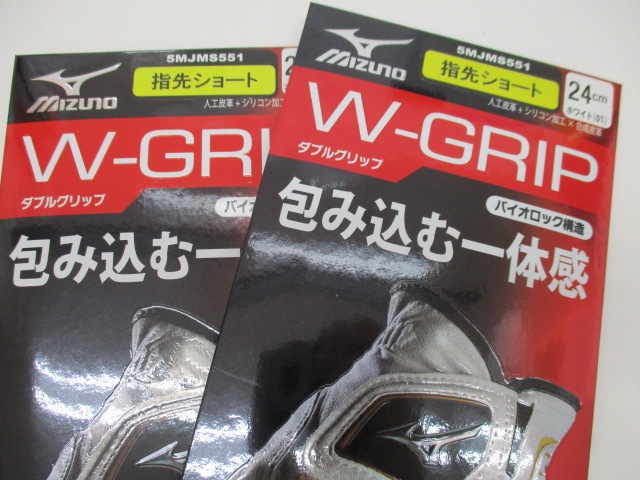 5MJMS551
MIZUNO
指先ショート
2
人工皮革+シリコン加工
W-GRI
ダブルグリップ
バイ
包み込む一
5MJMS551
MIZUNO
指先ショート
24cm
ホワイト(01)
人工皮革+シリコン加工×合成皮革
W-GRIP
ダブルグリップ
バイオロック構造
包み込む一体感